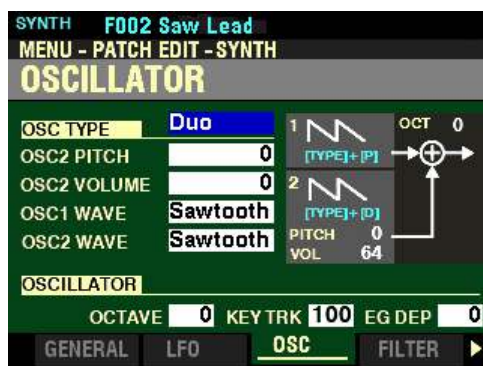 SYNTH F002 Saw Lead
MENU - PATCH EDIT - SYNTH
OSCILLATOR
OSC TYPE Duo
OSC2 PITCH 0
OSC2 VOLUME 0
OSC1 WAVE Sawtooth
OSC2 WAVE Sawtooth
1
[TYPE]+[P]
OCT 0
2
[TYPE]+[D]
PITCH 0
VOL 64
OSCILLATOR
OCTAVE 0 KEY TRK 100 EG DEP 0
GENERAL LFO OSC FILTER